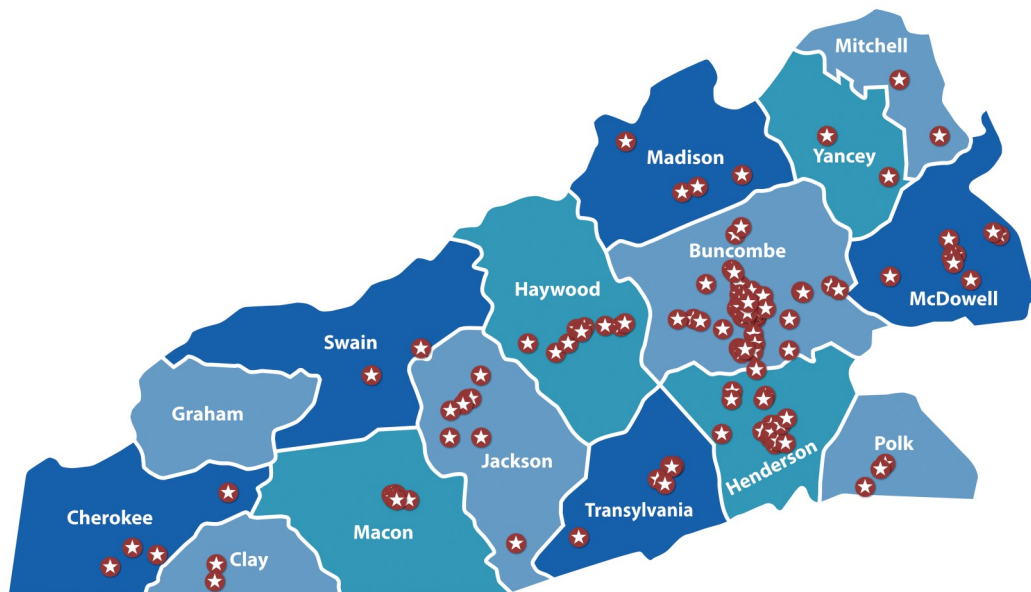 Mitchell
Madison
Yancey
Buncombe
Haywood
McDowell
Swain
Graham
Jackson
Polk
Henderson
Transylvania
Cherokee
Macon
Clay